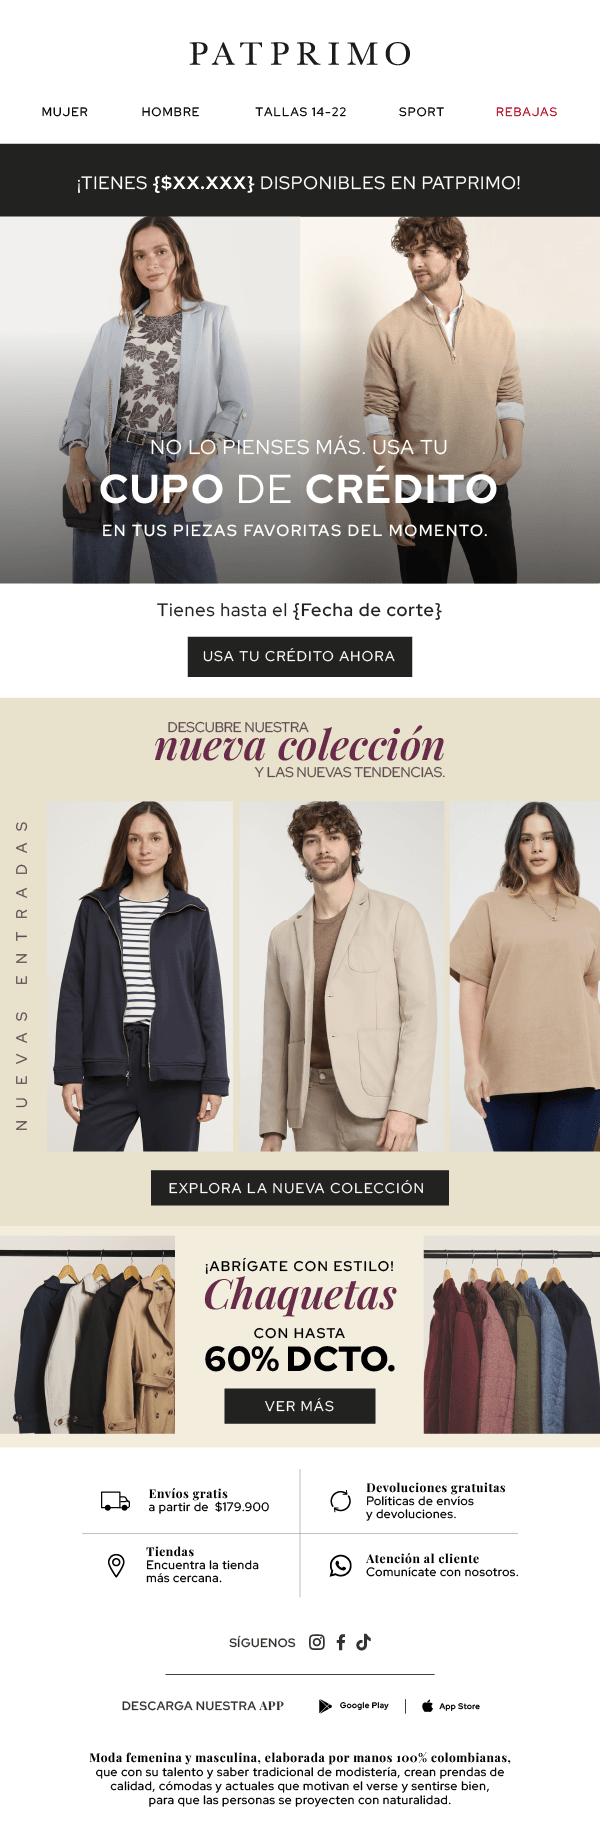 PATPRIMO
MUJER HOMBRE TALLAS 14-22 SPORT REBAJAS
¡TIENES {$XX.XXX} DISPONIBLES EN PATPRIMO!
NO LO PIENSES MÁS. USA TU
CUPO DE CRÉDITO
EN TUS PIEZAS FAVORITAS DEL MOMENTO.
Tienes hasta el {Fecha de corte}
USA TU CRÉDITO AHORA
DESCUBRE NUESTRA
nueva colección
Y LAS NUEVAS TENDENCIAS.
NUEVAS ENTRADAS
EXPLORA LA NUEVA COLECCIÓN
¡ABRÍGATE CON ESTILO!
Chaquetas
CON HASTA
60% DCTO.
VER MÁS
Envíos gratis
a partir de $179.900
Devoluciones gratuitas
Políticas de envíos
y devoluciones.
Tiendas
Encuentra la tienda
más cercana.
Atención al cliente
Comunícate con nosotros.
SÍGUENOS
DESCARGA NUESTRA APP Google Play App Store
Moda femenina y masculina, elaborada por manos 100% colombianas,
que con su talento y saber tradicional de modistería, crean prendas de
calidad, cómodas y actuales que motivan el verse y sentirse bien,
para que las personas se proyecten con naturalidad.